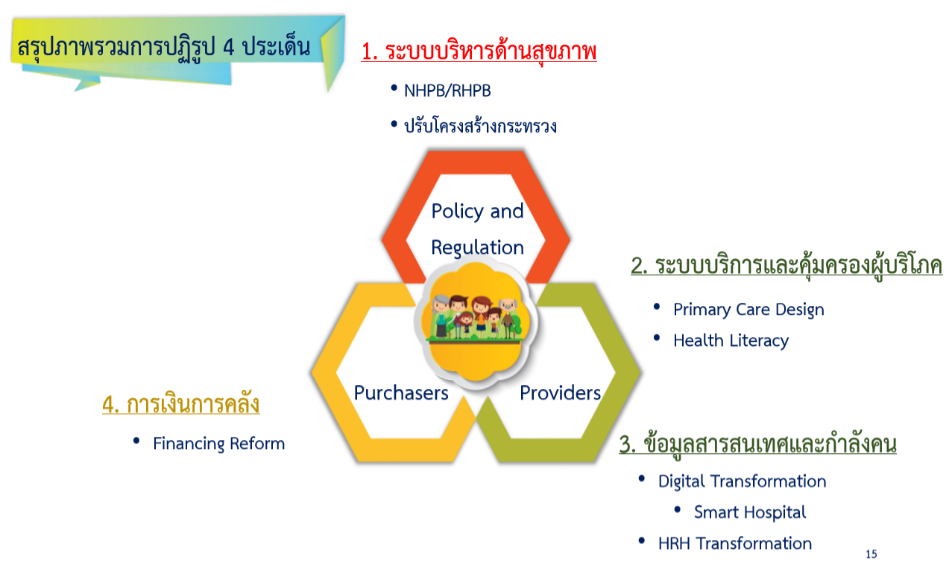 สรุปภาพรวมการปฏิรูป 4 ประเด็น
1. ระบบบริหารด้านสุขภาพ
• NHPB/RHPB
• ปรับโครงสร้างกระทรวง
Policy and
Regulation
2. ระบบบริการและคุ้มครองผู้บริโภค
• Primary Care Design
• Health Literacy
Purchasers
Providers
4. การเงินการคลัง
• Financing Reform
3. ข้อมูลสารสนเทศและกำลังคน
• Digital Transformation
• Smart Hospital
• HRH Transformation
15